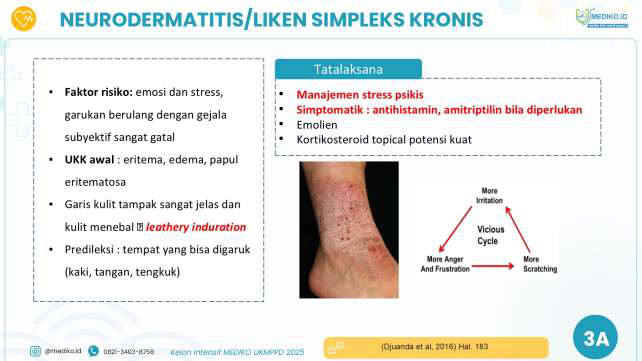 NEURODERMATITIS/LIKEN SIMPLEKS KRONIS
MEDIKO.ID
• Faktor risiko: emosi dan stress,
garukan berulang dengan gejala
subyektif sangat gatal
• UKK awal : eritema, edema, papul
eritematosa
• Garis kulit tampak sangat jelas dan
kulit menebal leathery induration
• Predileksi : tempat yang bisa digaruk
(kaki, tangan, tengkuk)
Tatalaksana
• Manajemen stress psikis
• Simptomatik : antihistamin, amitriptilin bila diperlukan
• Emolien
• Kortikosteroid topical potensi kuat
More
Irritation
Vicious
Cycle
More Anger
And Frustration
More
Scratching
@mediko.id
0821-3403-8758
Kelon Intensif MEDIKO UKMPPD 2025
(Djuanda et al, 2016) Hal. 183
3A